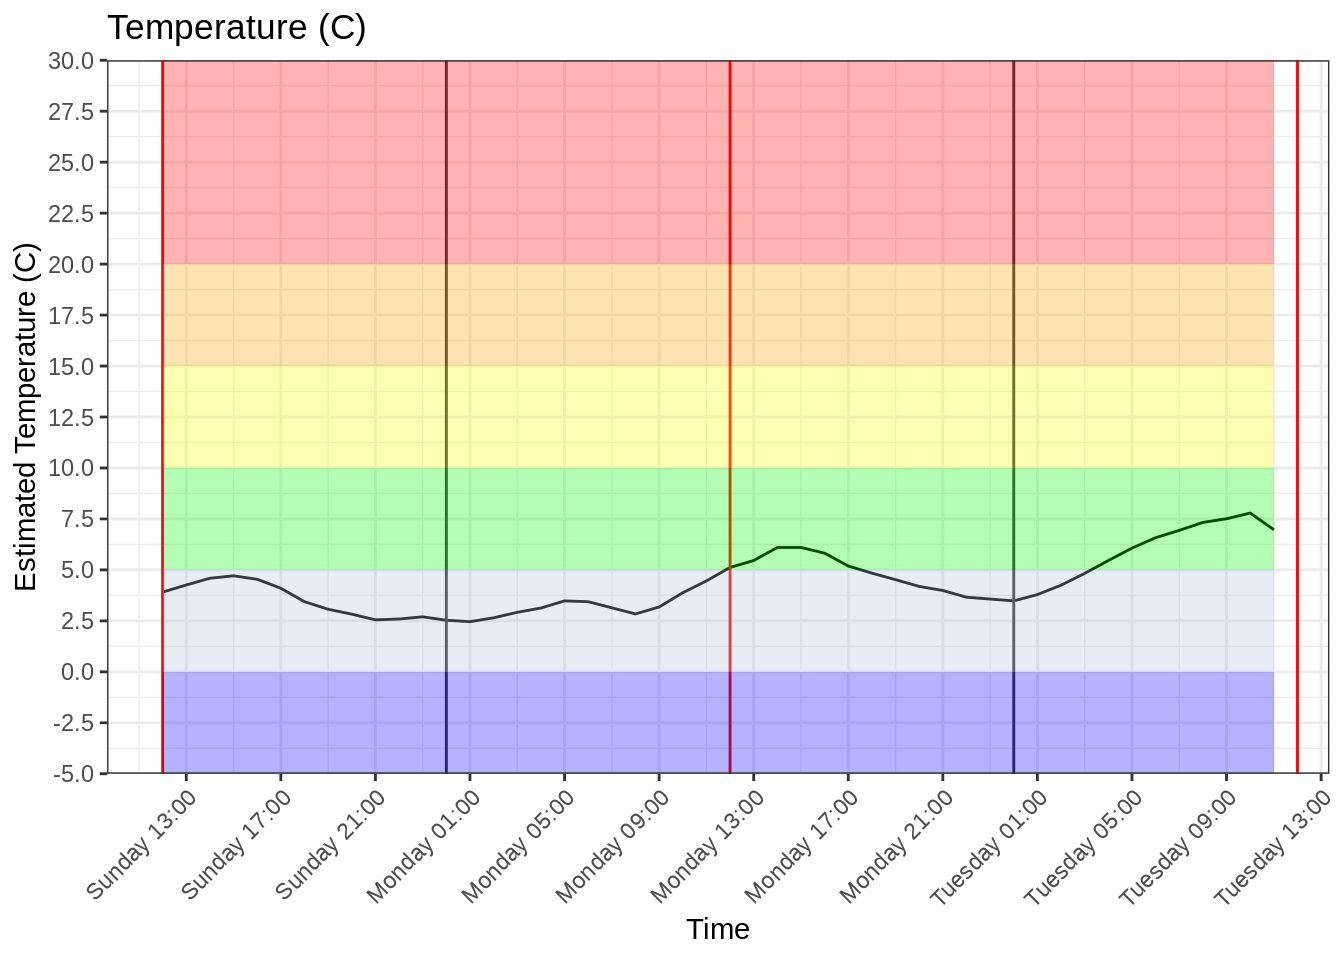 Temperature (C)
Estimated Temperature (C)
30.0
27.5
25.0
22.5
20.0
17.5
15.0
12.5
10.0
7.5
5.0
2.5
0.0
-2.5
-5.0
Sunday 13:00
Sunday 17:00
Sunday 21:00
Monday 01:00
Monday 05:00
Monday 09:00
Monday 13:00
Monday 17:00
Monday 21:00
Tuesday 01:00
Tuesday 05:00
Tuesday 09:00
Tuesday 13:00
Time